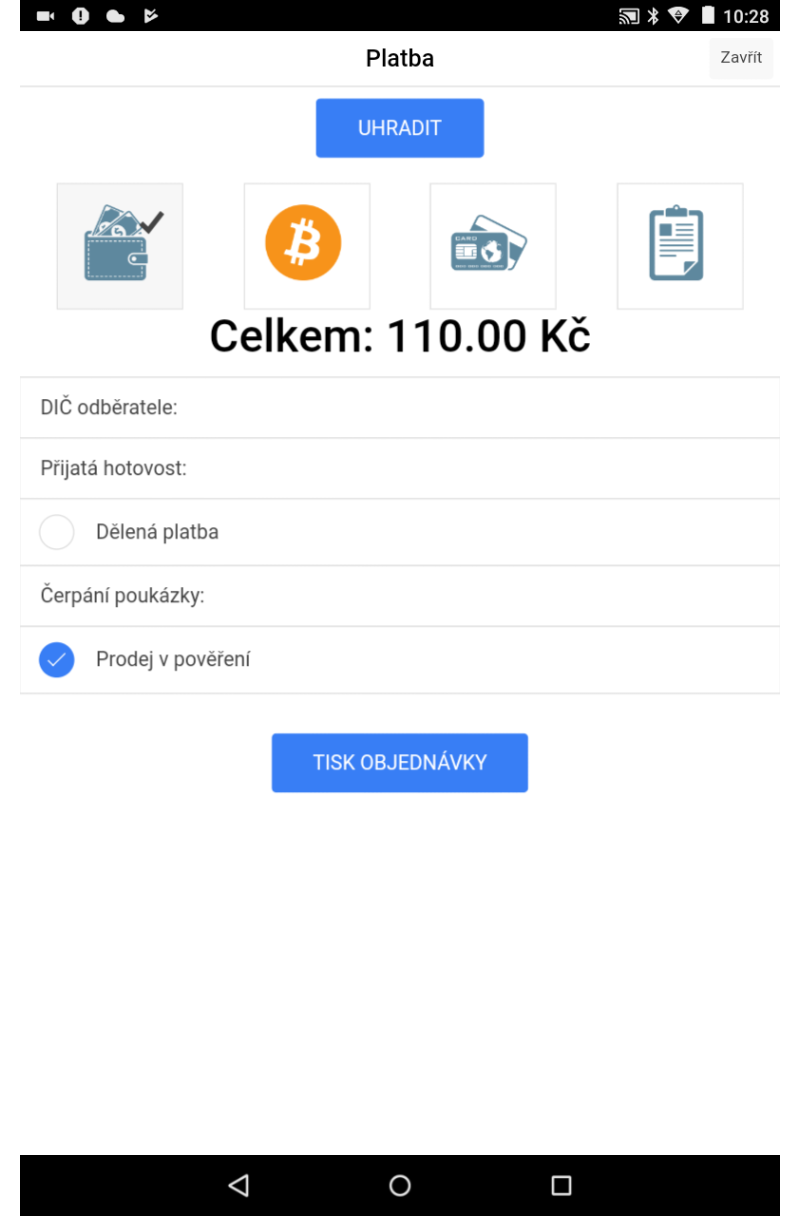 10:28
Platba
Zavřít
UHRADIT
CARD
Celkem: 110.00 Kč
DIČ odběratele:
Přijatá hotovost:
Dělená platba
Čerpání poukázky:
Prodej v pověření
TISK OBJEDNÁVKY